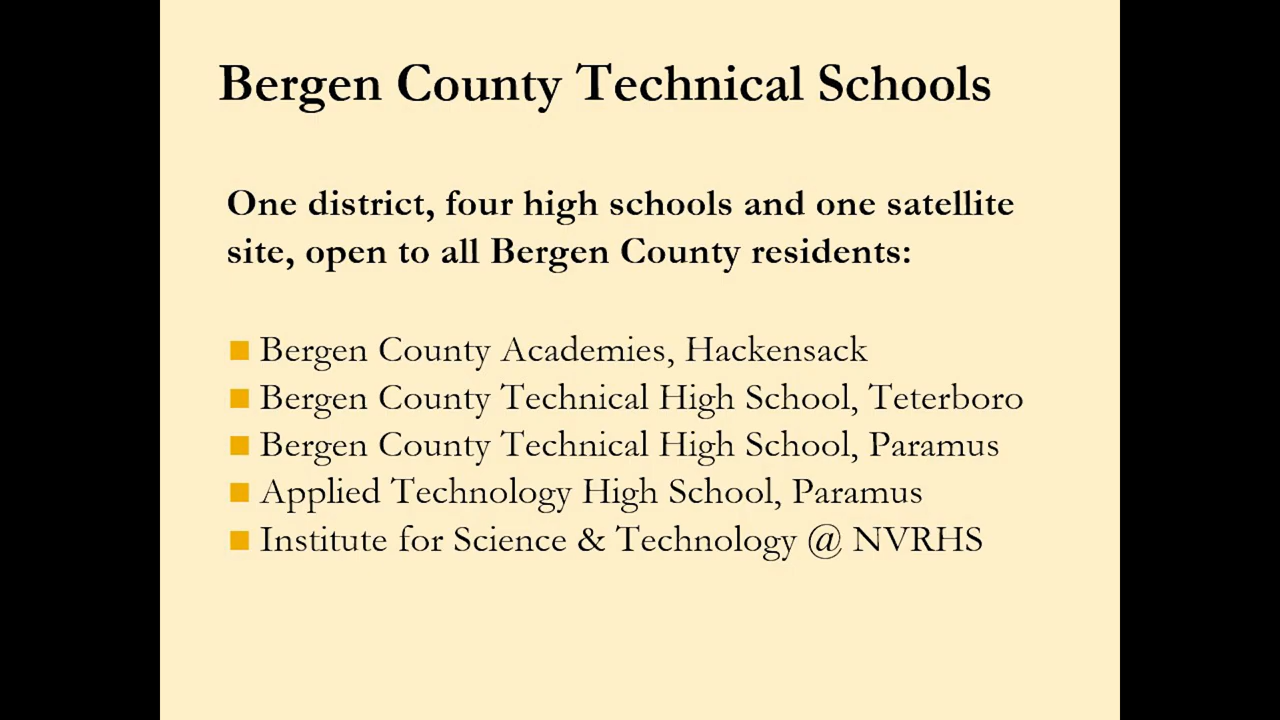 Bergen County Technical Schools
One district, four high schools and one satellite
site, open to all Bergen County residents:
Bergen County Academies, Hackensack
Bergen County Technical High School, Teterboro
Bergen County Technical High School, Paramus
Applied Technology High School, Paramus
Institute for Science & Technology @ NVRHS